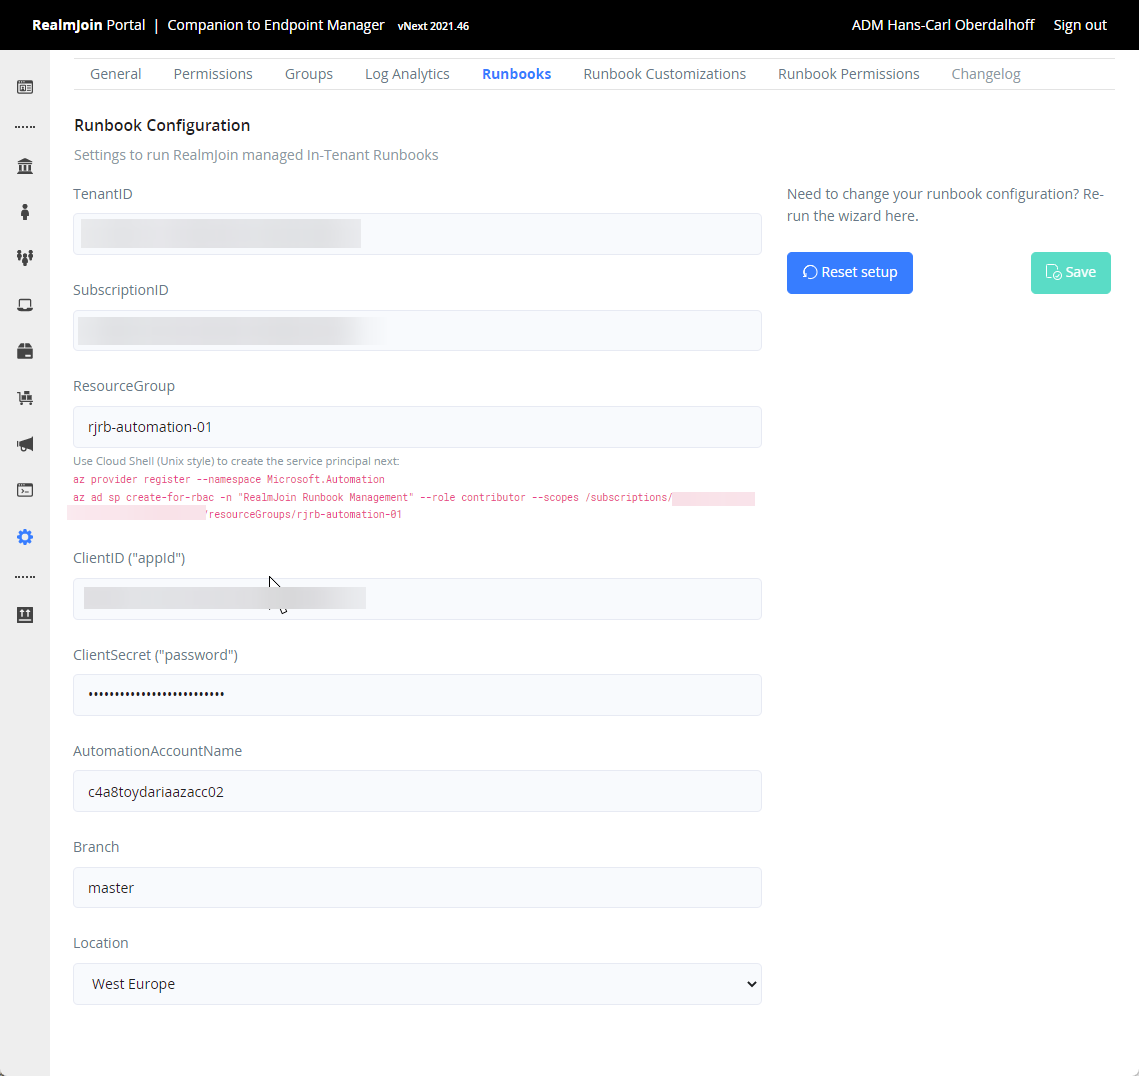 RealmJoin Portal | Companion to Endpoint Manager vNext 2021.46 ADM Hans-Carl Oberdalhoff Sign out
General Permissions Groups Log Analytics Runbooks Runbook Customizations Runbook Permissions Changelog
Runbook Configuration
Settings to run RealmJoin managed In-Tenant Runbooks
TenantID
Need to change your runbook configuration? Re-
run the wizard here.
Reset setup Save
SubscriptionID
ResourceGroup
rjrb-automation-01
Use Cloud Shell (Unix style) to create the service principal next:
az provider register --namespace Microsoft.Automation
az ad sp create-for-rbac -n "RealmJoin Runbook Management" --role contributor --scopes /subscriptions/
/resourceGroups/rjrb-automation-01
ClientID ("appId")
ClientSecret ("password")
••••••••••••••••••••••••••
AutomationAccountName
c4a8toydariaazacc02
Branch
master
Location
West Europe